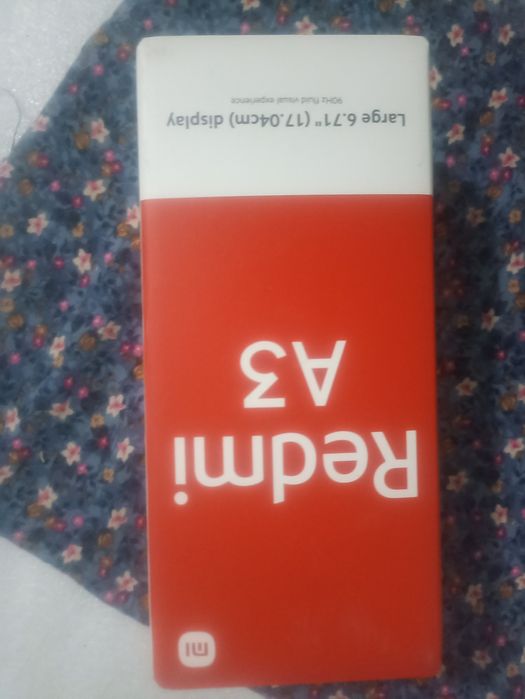 mi
Redmi
A3
Large 6.71" (17.04cm) display
90Hz fluid visual experience